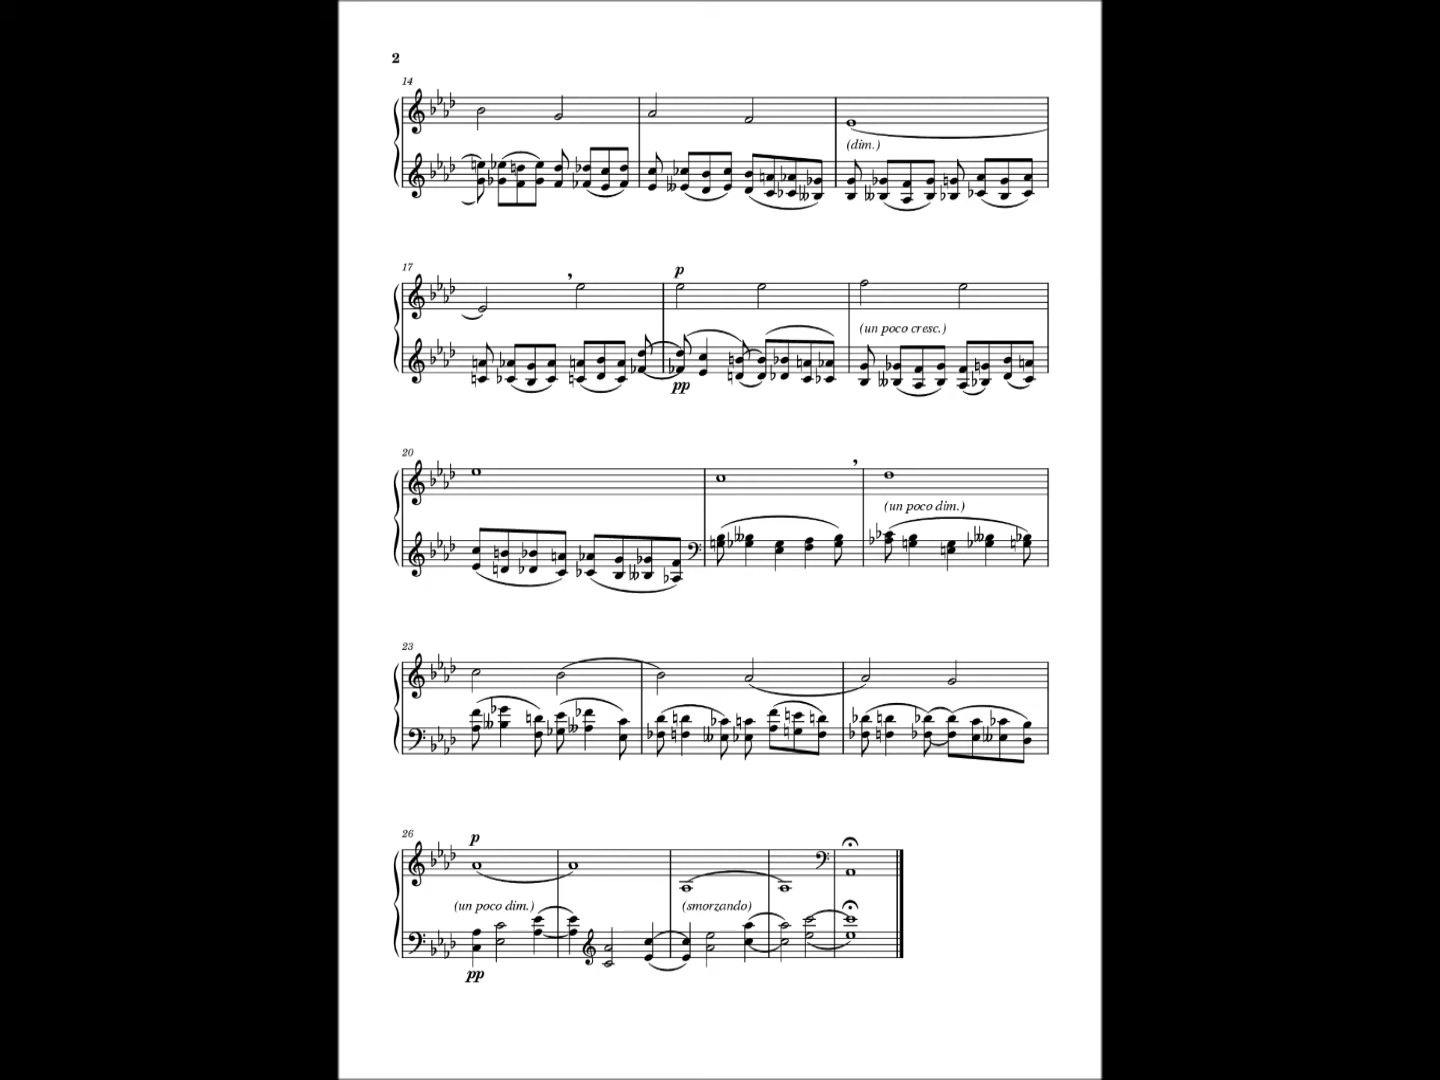 2
14
(dim.)
17
p
(un poco cresc.)
pp
20
(un poco dim.)
23
26
p
(un poco dim.)
(smorzando)
pp